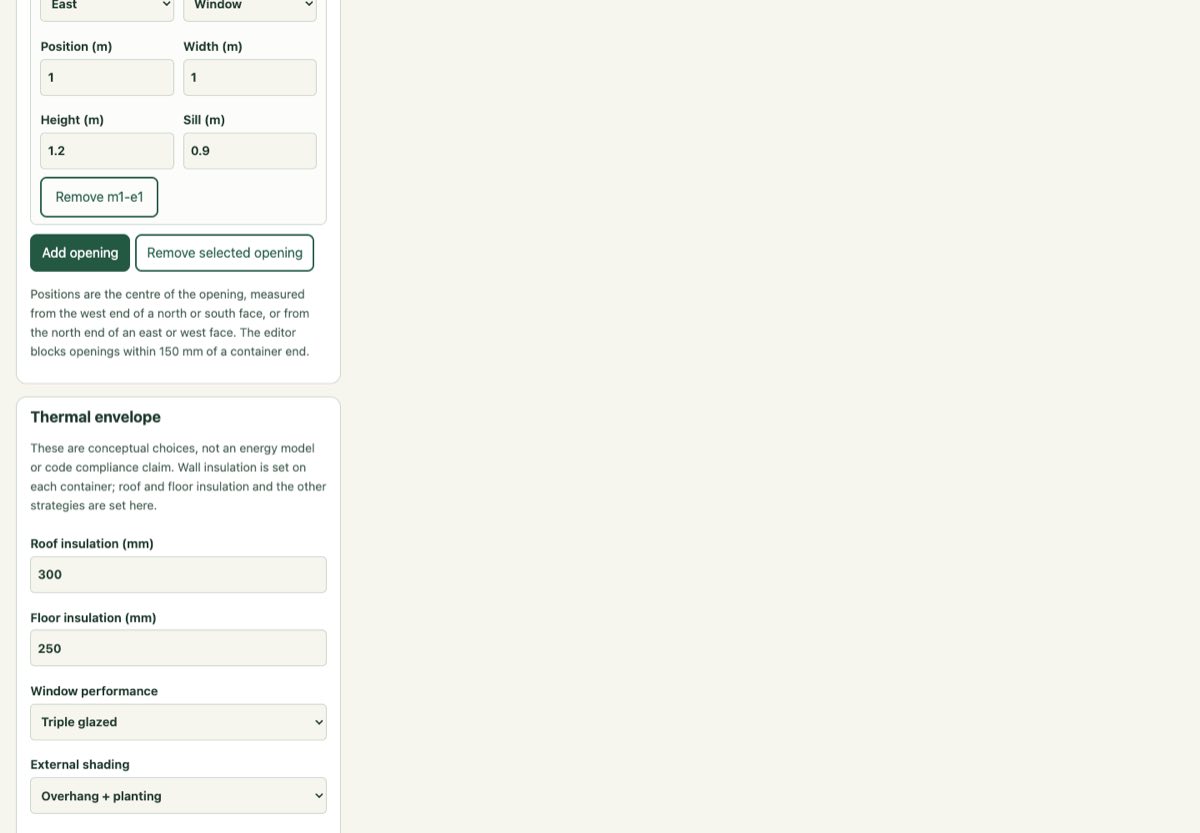 East Window
Position (m) Width (m)
1 1
Height (m) Sill (m)
1.2 0.9
Remove m1-e1
Add opening Remove selected opening
Positions are the centre of the opening, measured
from the west end of a north or south face, or from
the north end of an east or west face. The editor
blocks openings within 150 mm of a container end.
Thermal envelope
These are conceptual choices, not an energy model
or code compliance claim. Wall insulation is set on
each container; roof and floor insulation and the other
strategies are set here.
Roof insulation (mm)
300
Floor insulation (mm)
250
Window performance
Triple glazed
External shading
Overhang + planting